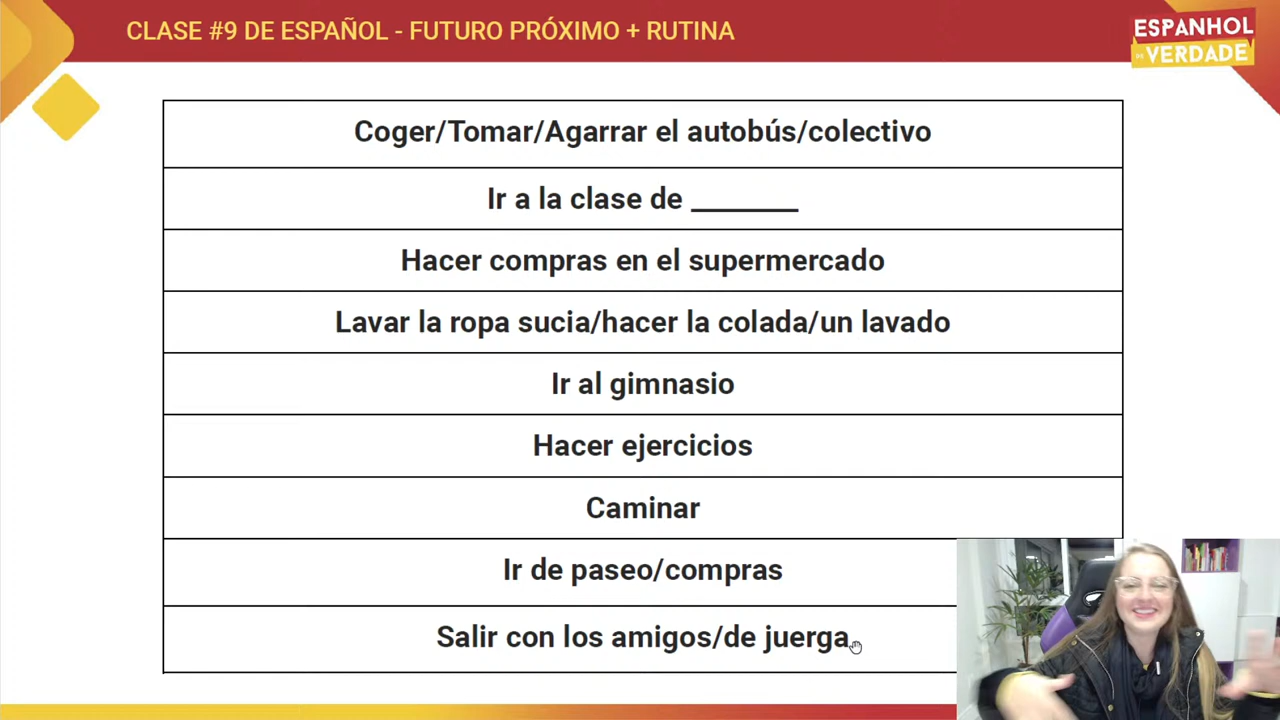 CLASE #9 DE ESPAÑOL - FUTURO PRÓXIMO + RUTINA
ESPANHOL
DE VERDADE
Coger/Tomar/Agarrar el autobús/colectivo
Ir a la clase de _______
Hacer compras en el supermercado
Lavar la ropa sucia/hacer la colada/un lavado
Ir al gimnasio
Hacer ejercicios
Caminar
Ir de paseo/compras
Salir con los amigos/de juerga